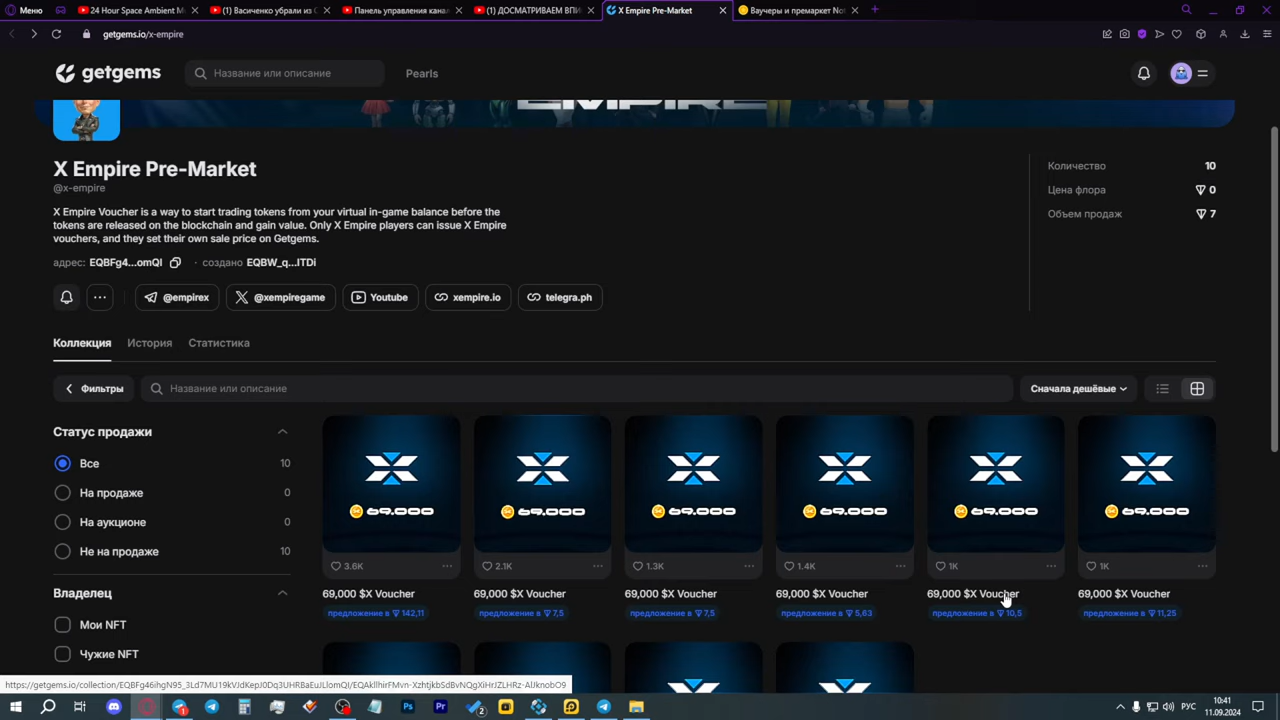 Меню
24 Hour Space Ambient M
(1) Васиченко убрали из С
Панель управления кана
(1) ДОСМАТРИВАЕМ ВПИ
X Empire Pre-Market
Ваучеры и премаркет Not
getgems.io/x-empire
getgems
Название или описание
Pearls
EMPIRE
X Empire Pre-Market
@x-empire
X Empire Voucher is a way to start trading tokens from your virtual in-game balance before the
tokens are released on the blockchain and gain value. Only X Empire players can issue X Empire
vouchers, and they set their own sale price on Getgems.
адрес: EQBFg4...omQl · создано EQBW_q...lTDi
Количество 10
Цена флора 0
Объем продаж 7
@empirex
@xempiregame
Youtube
xempire.io
telegra.ph
Коллекция
История
Статистика
Фильтры
Название или описание
Сначала дешёвые
Статус продажи
Все 10
На продаже 0
На аукционе 0
Не на продаже 10
Владелец
Мои NFT
Чужие NFT
69.000
69.000
69.000
69.000
69.000
69.000
3.6K
2.1K
1.3K
1.4K
1K
1K
69,000 $X Voucher
69,000 $X Voucher
69,000 $X Voucher
69,000 $X Voucher
69,000 $X Voucher
69,000 $X Voucher
предложение в 142,11
предложение в 7,5
предложение в 7,5
предложение в 5,63
предложение в 10,5
предложение в 11,25
РУС
10:41
11.09.2024